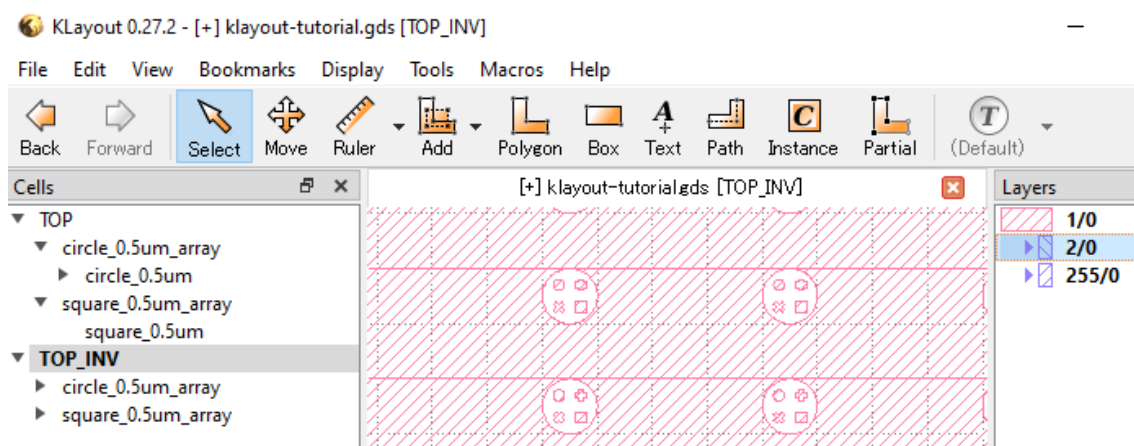 KLayout 0.27.2 - [+] klayout-tutorial.gds [TOP_INV]
File Edit View Bookmarks Display Tools Macros Help
Back Forward Select Move Ruler Add Polygon Box Text Path Instance Partial (Default)
Cells
[+] klayout-tutorial.gds [TOP_INV]
Layers
TOP
circle_0.5um_array
circle_0.5um
square_0.5um_array
square_0.5um
TOP_INV
circle_0.5um_array
square_0.5um_array
1/0
2/0
255/0